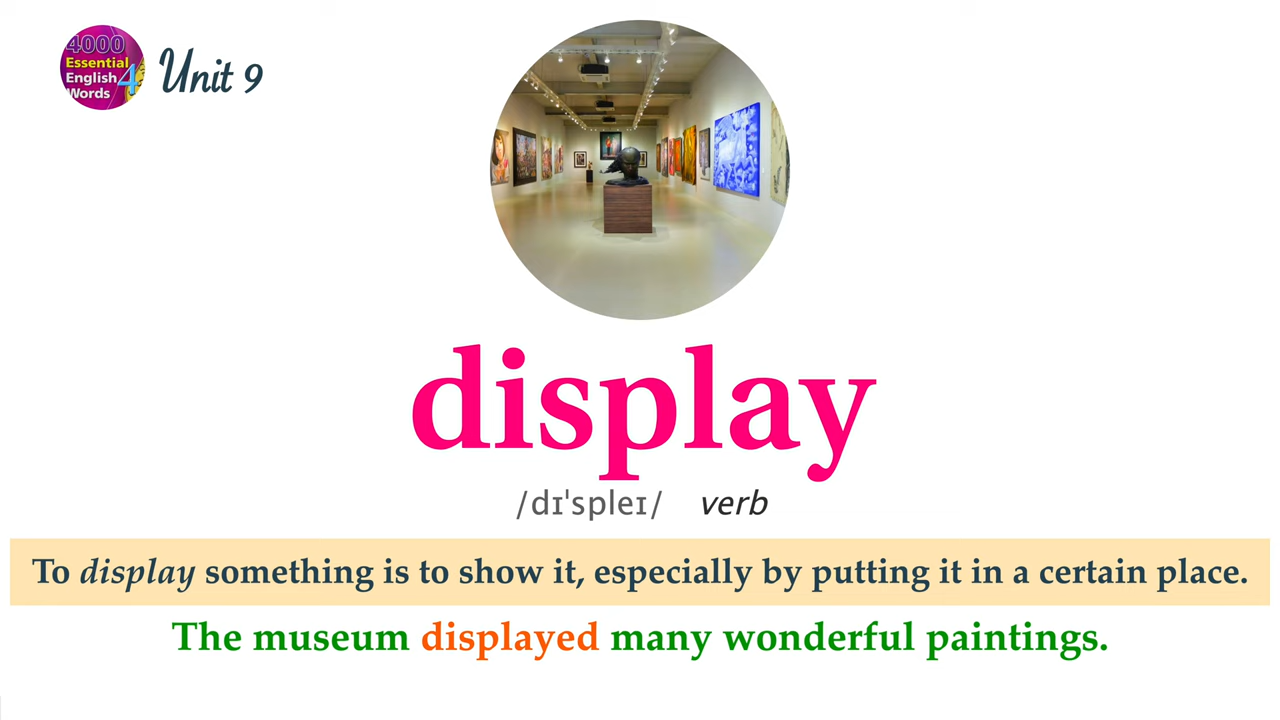 4000
Essential
English
Words
4
Unit 9
display
/dɪˈspleɪ/ verb
To display something is to show it, especially by putting it in a certain place.
The museum displayed many wonderful paintings.